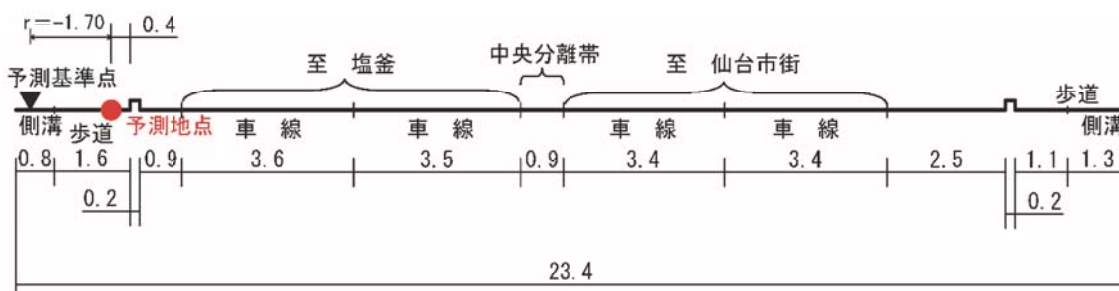 r＝-1.70
0.4
中央分離帯
至 塩釜
至 仙台市街
予測基準点
歩道
側溝
歩道
予測地点
車 線
車 線
車 線
車 線
側溝
0.8
1.6
0.9
3.6
3.5
0.9
3.4
3.4
2.5
1.1
1.3
0.2
0.2
23.4